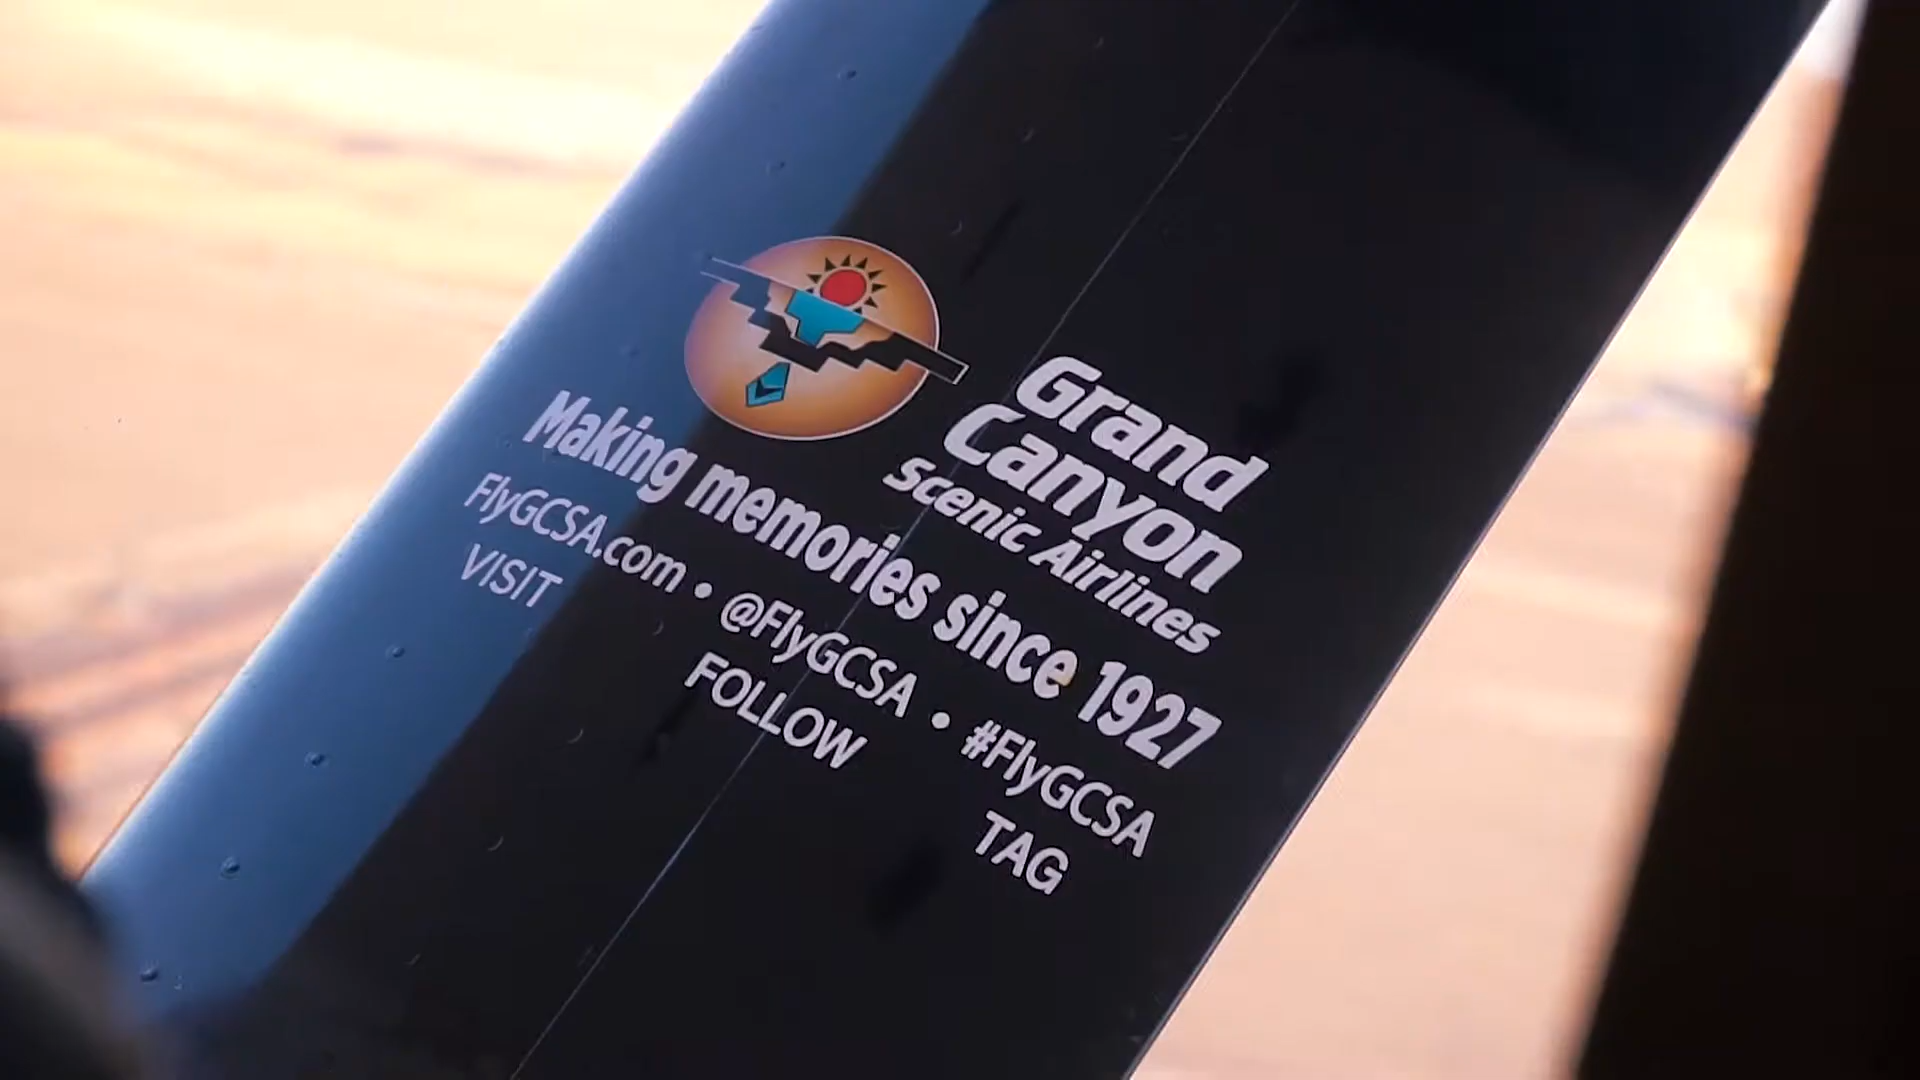 Grand
Canyon
Scenic Airlines
Making memories since 1927
FlyGCSA.com • @FlyGCSA • #FlyGCSA
VISIT FOLLOW TAG